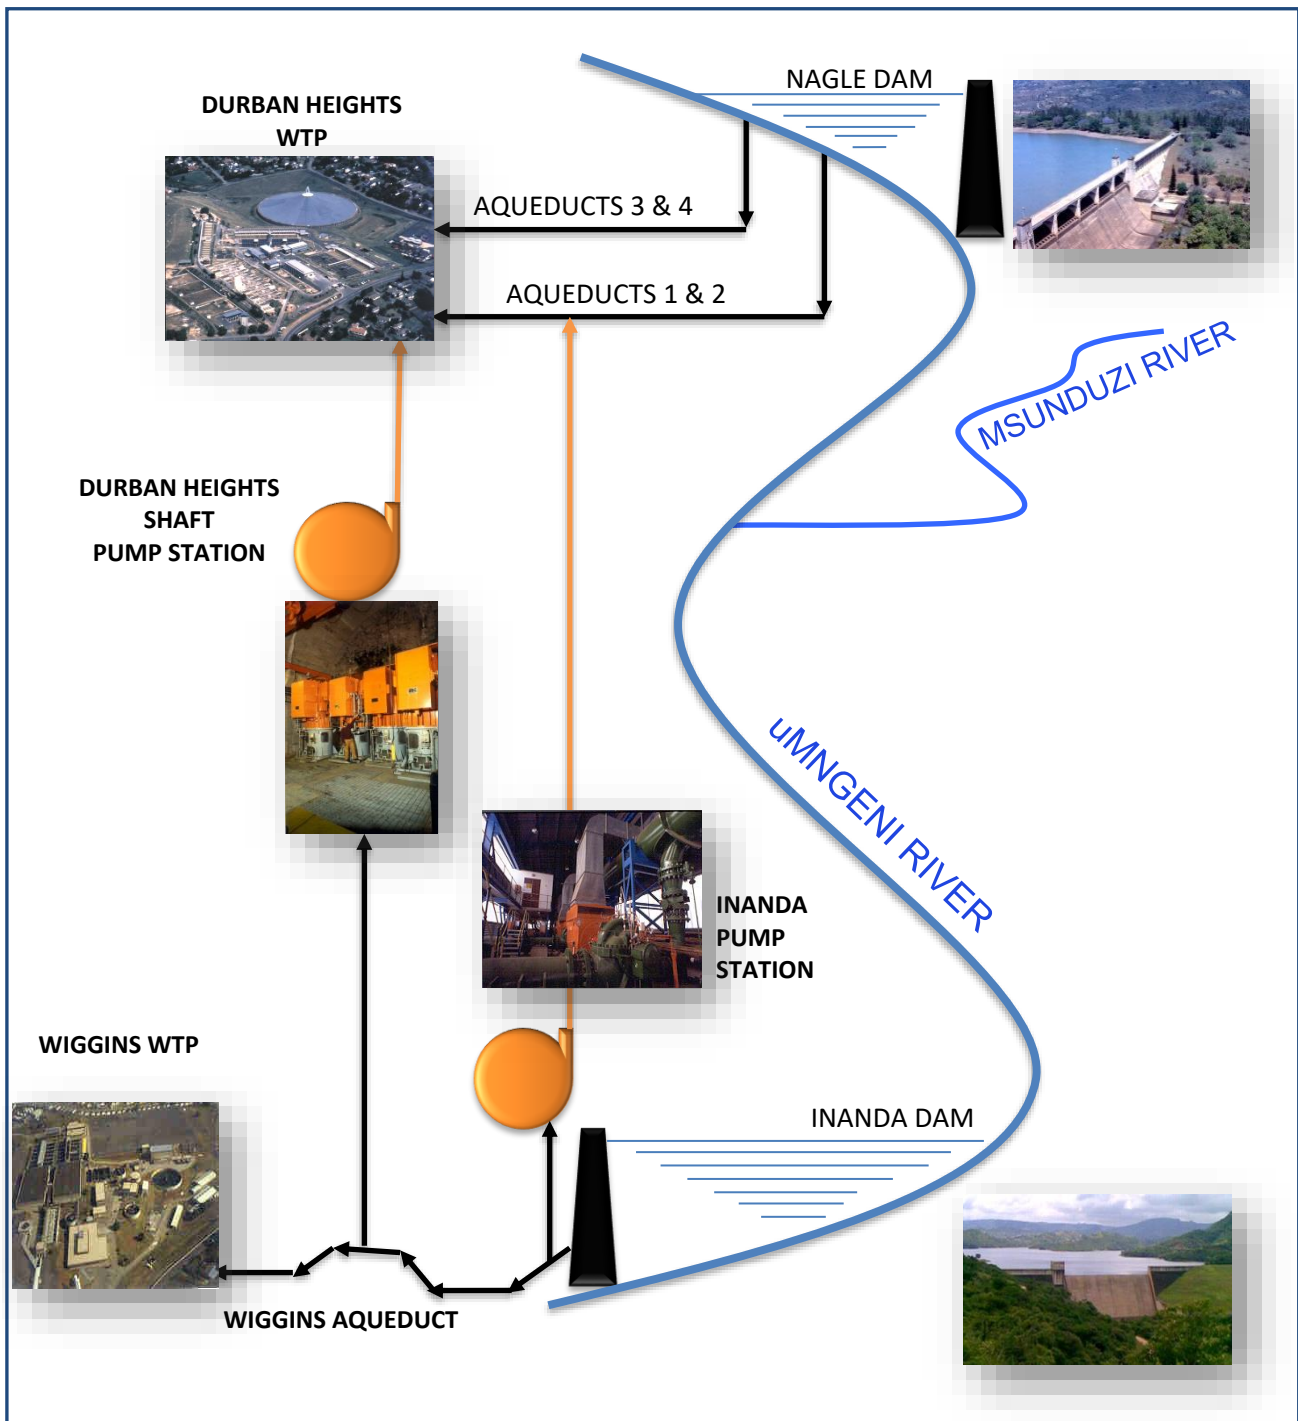 NAGLE DAM
DURBAN HEIGHTS
WTP
AQUEDUCTS 3 & 4
AQUEDUCTS 1 & 2
MSUNDUZI RIVER
DURBAN HEIGHTS
SHAFT
PUMP STATION
uMNGENI RIVER
INANDA
PUMP
STATION
WIGGINS WTP
INANDA DAM
WIGGINS AQUEDUCT